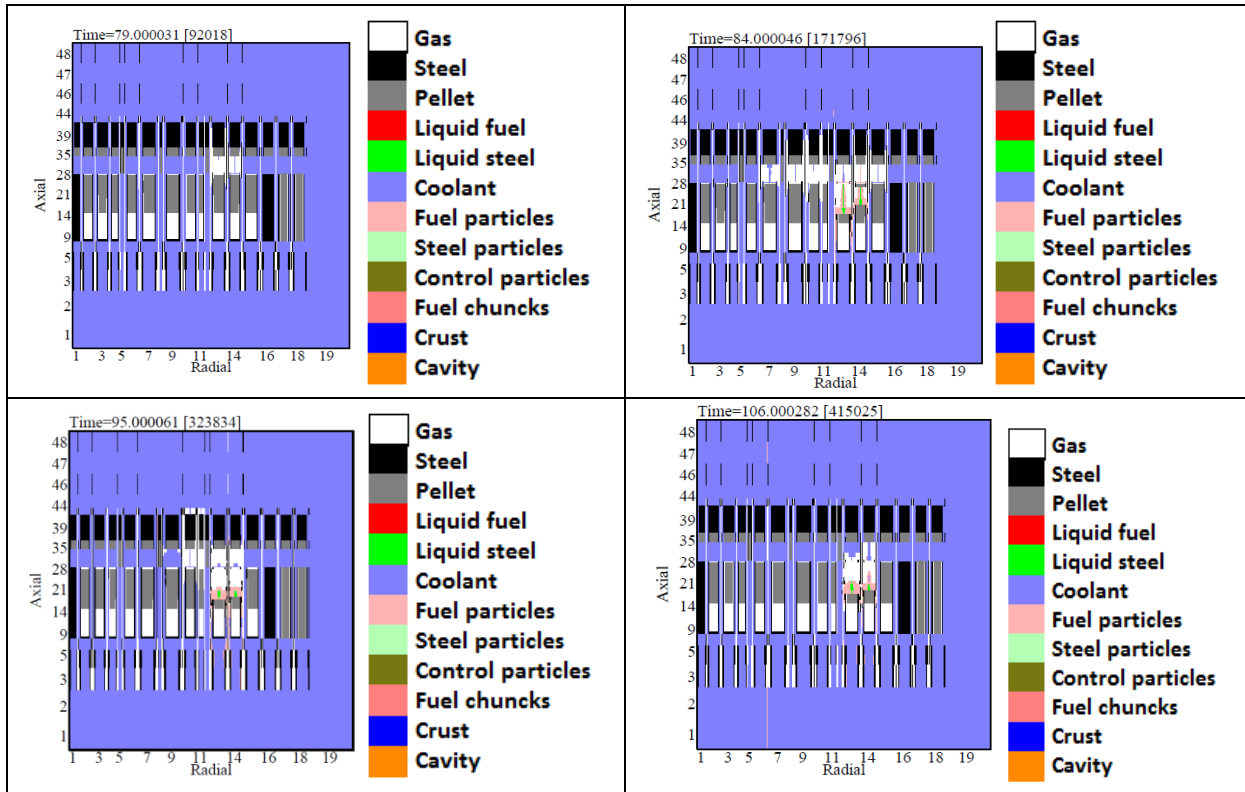 Time=79.000031 [92018]
48
47
46
44
39
35
28
21
14
9
5
3
2
1
Axial
1 3 5 7 9 11 14 16 18 19
Radial
Gas
Steel
Pellet
Liquid fuel
Liquid steel
Coolant
Fuel particles
Steel particles
Control particles
Fuel chuncks
Crust
Cavity
Time=84.000046 [171796]
48
47
46
44
39
35
28
21
14
9
5
3
2
1
Axial
1 3 5 7 9 11 14 16 18 19
Radial
Gas
Steel
Pellet
Liquid fuel
Liquid steel
Coolant
Fuel particles
Steel particles
Control particles
Fuel chuncks
Crust
Cavity
Time=95.000061 [323834]
48
47
46
44
39
35
28
21
14
9
5
3
2
1
Axial
1 3 5 7 9 11 14 16 18 19
Radial
Gas
Steel
Pellet
Liquid fuel
Liquid steel
Coolant
Fuel particles
Steel particles
Control particles
Fuel chuncks
Crust
Cavity
Time=106.000282 [415025]
48
47
46
44
39
35
28
21
14
9
5
3
2
1
Axial
1 3 5 7 9 11 14 16 18 19
Radial
Gas
Steel
Pellet
Liquid fuel
Liquid steel
Coolant
Fuel particles
Steel particles
Control particles
Fuel chuncks
Crust
Cavity